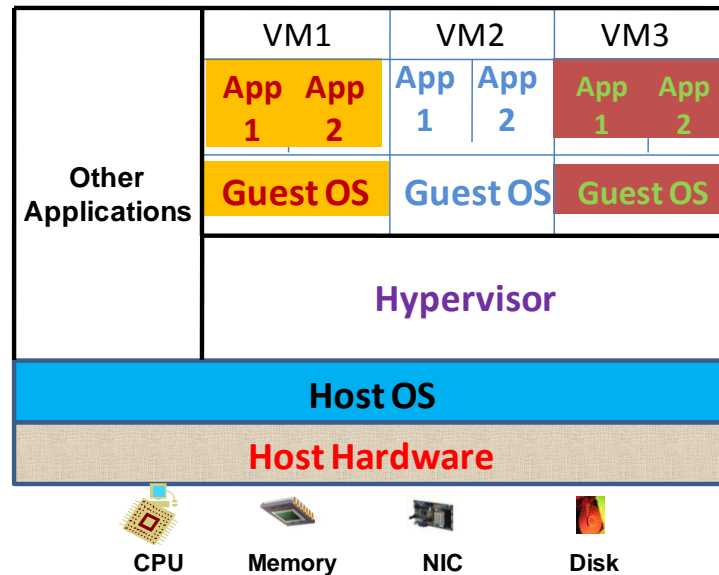 VM1 VM2 VM3
App App App App App App
1 2 1 2 1 2
Other
Applications
Guest OS Guest OS Guest OS
Hypervisor
Host OS
Host Hardware
CPU Memory NIC Disk